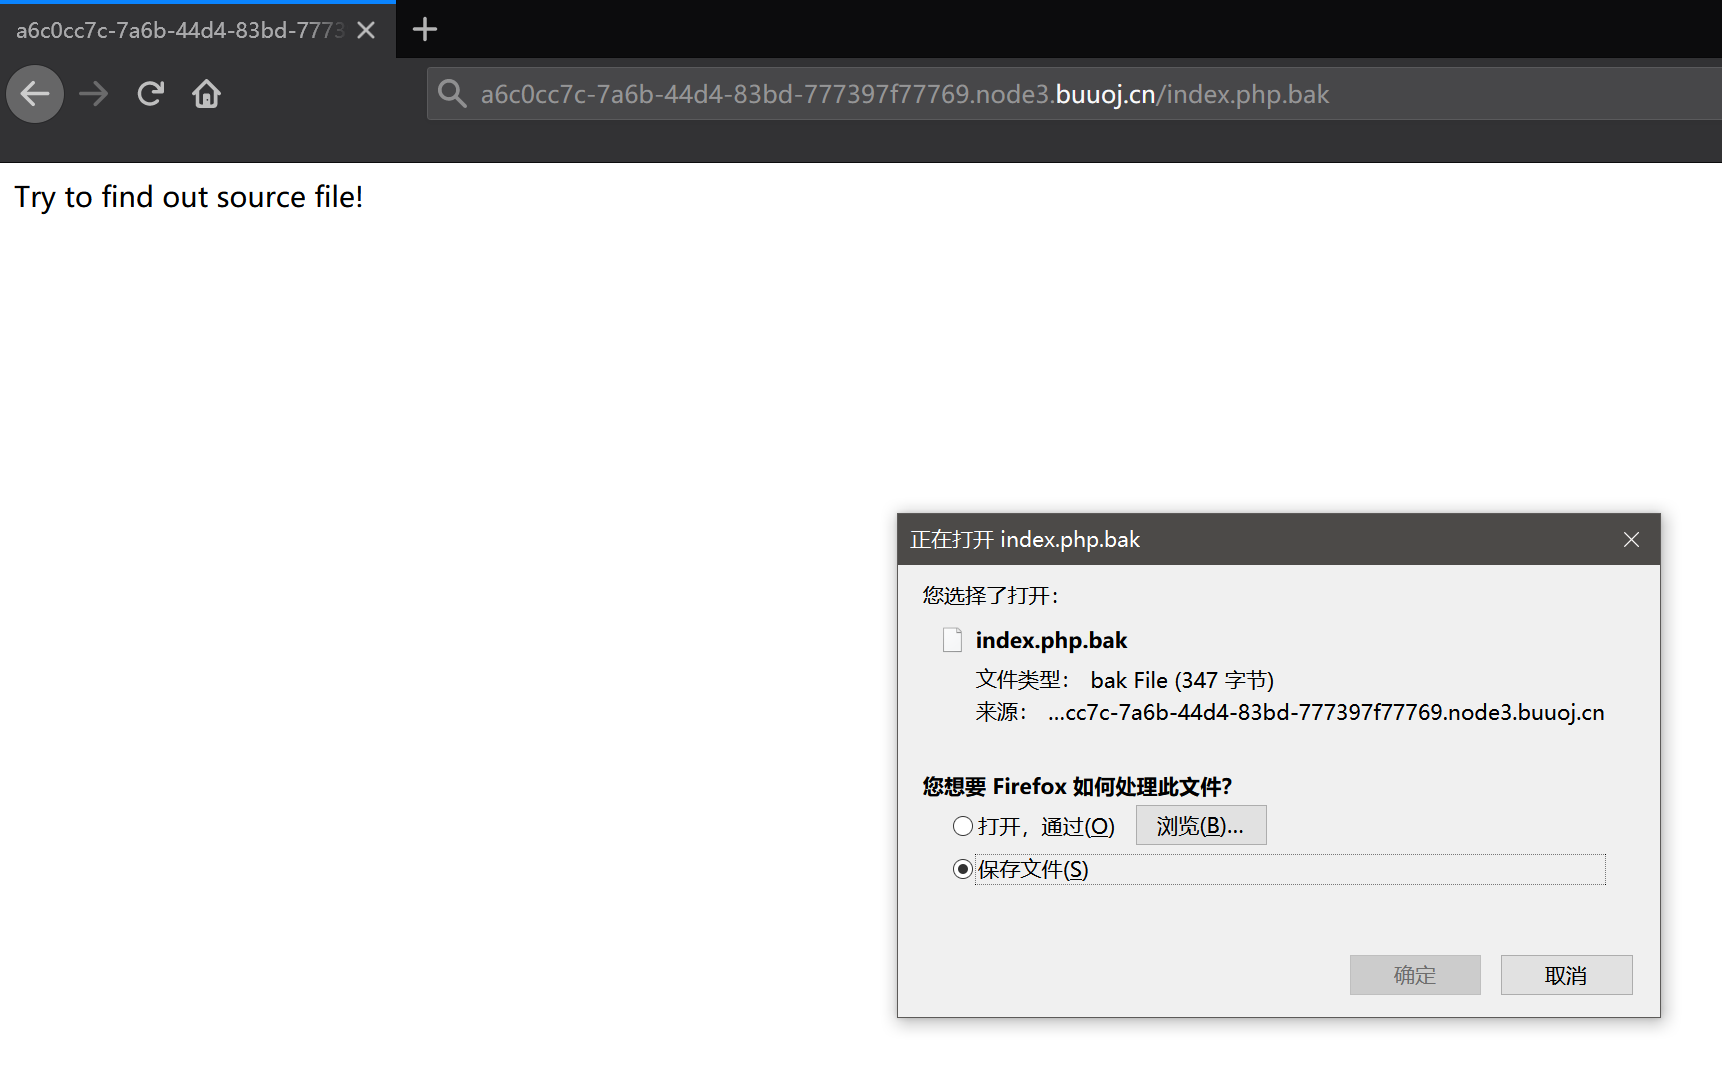 a6c0cc7c-7a6b-44d4-83bd-7773
a6c0cc7c-7a6b-44d4-83bd-777397f77769.node3.buuoj.cn/index.php.bak
Try to find out source file!
正在打开 index.php.bak
您选择了打开：
index.php.bak
文件类型： bak File (347 字节)
来源： ...cc7c-7a6b-44d4-83bd-777397f77769.node3.buuoj.cn
您想要 Firefox 如何处理此文件?
打开，通过(O) 浏览(B)...
保存文件(S)
确定 取消